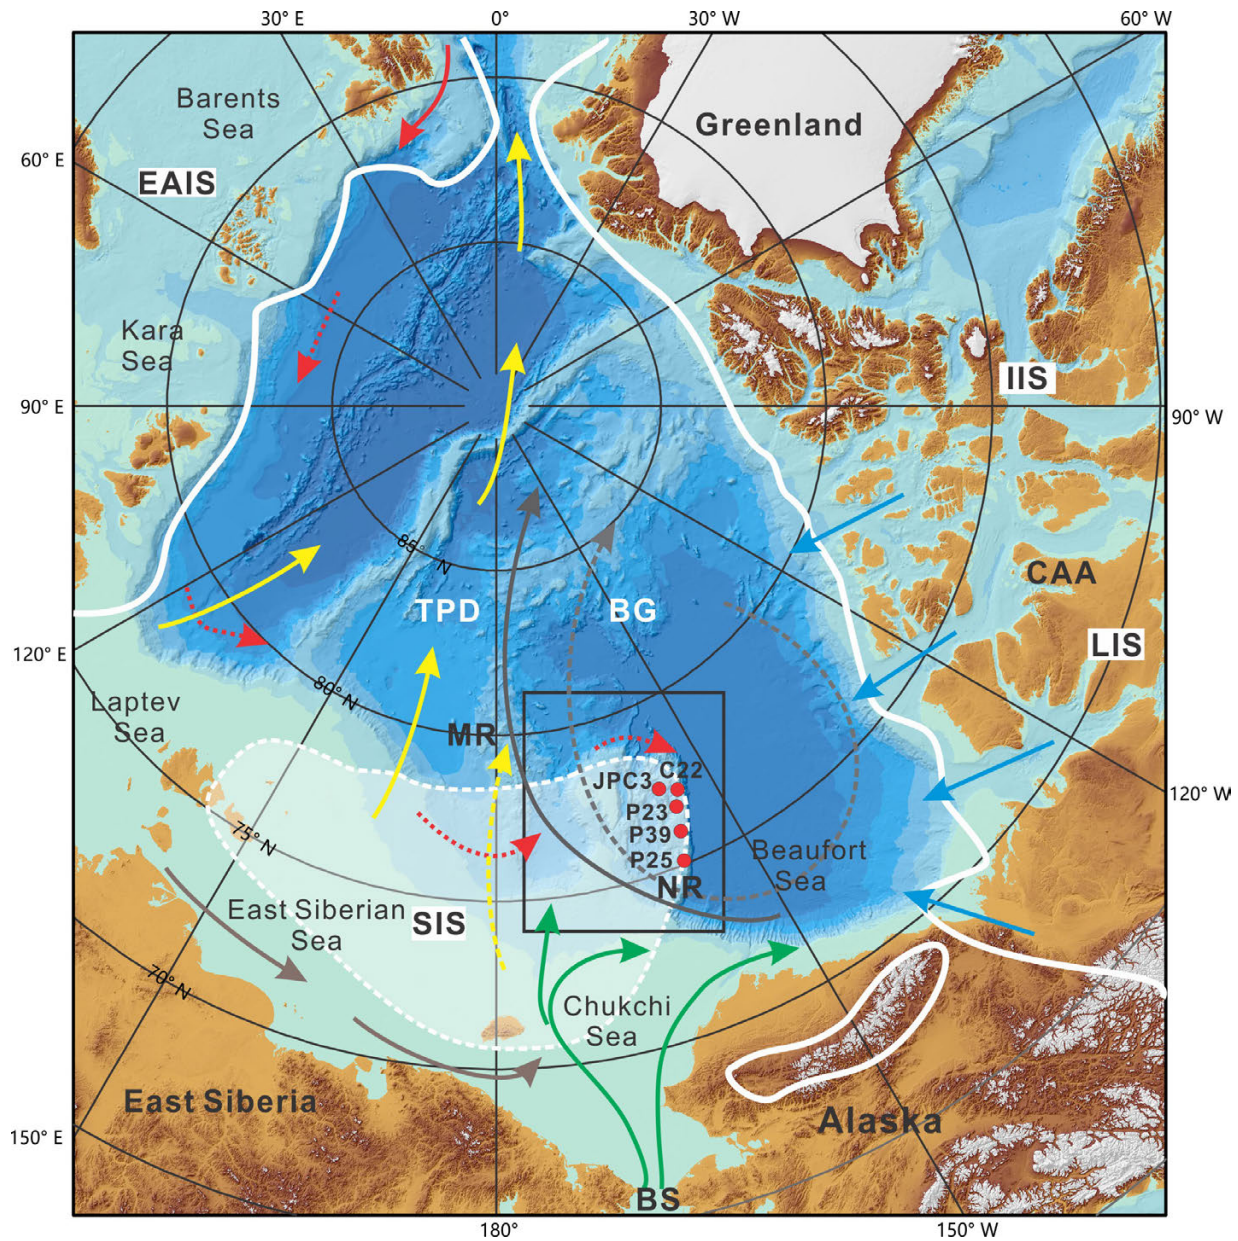 30° E
0°
30° W
60° W
Barents
Sea
Greenland
60° E
EAIS
Kara
Sea
IIS
90° E
90° W
85° N
CAA
TPD
BG
LIS
120° E
80° N
Laptev
Sea
MR
C22
JPC3
120° W
P23
P39
75° N
P25
Beaufort
Sea
NR
East Siberian
Sea
SIS
70° N
Chukchi
Sea
East Siberia
Alaska
150° E
BS
180°
150° W